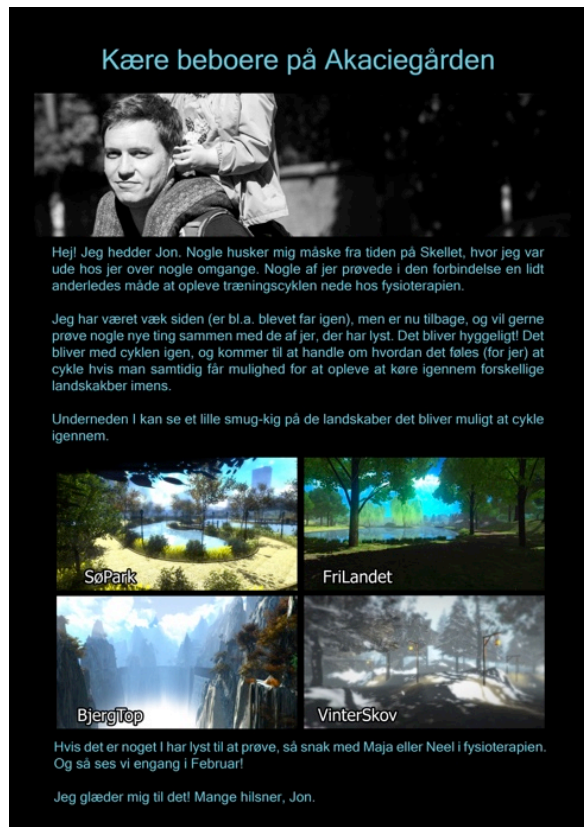 Kære beboere på Akaciegården
Hej! Jeg hedder Jon. Nogle husker mig måske fra tiden på Skellet, hvor jeg var
ude hos jer over nogle omgange. Nogle af jer prøvede i den forbindelse en lidt
anderledes måde at opleve træningscyklen nede hos fysioterapien.
Jeg har været væk siden (er bl.a. blevet far igen), men er nu tilbage, og vil gerne
prøve nogle nye ting sammen med de af jer, der har lyst. Det bliver hyggeligt! Det
bliver med cyklen igen, og kommer til at handle om hvordan det føles (for jer) at
cykle hvis man samtidig får mulighed for at opleve at køre igennem forskellige
landskakber imens.
Underneden I kan se et lille smug-kig på de landskaber det bliver muligt at cykle
igennem.
SøPark
FriLandet
BjergTop
VinterSkov
Hvis det er noget I har lyst til at prøve, så snak med Maja eller Neel i fysioterapien.
Og så ses vi engang i Februar!
Jeg glæder mig til det! Mange hilsner, Jon.